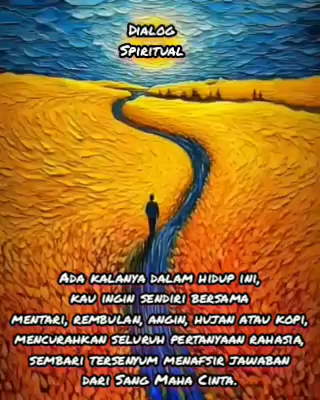 Dialog
Spiritual
Ada kalanya dalam hidup ini,
kau ingin sendiri bersama
mentari, rembulan, angin, hujan atau kopi,
mencurahkan seluruh pertanyaan rahasia,
sembari tersenyum menafsir jawaban
dari Sang Maha Cinta.